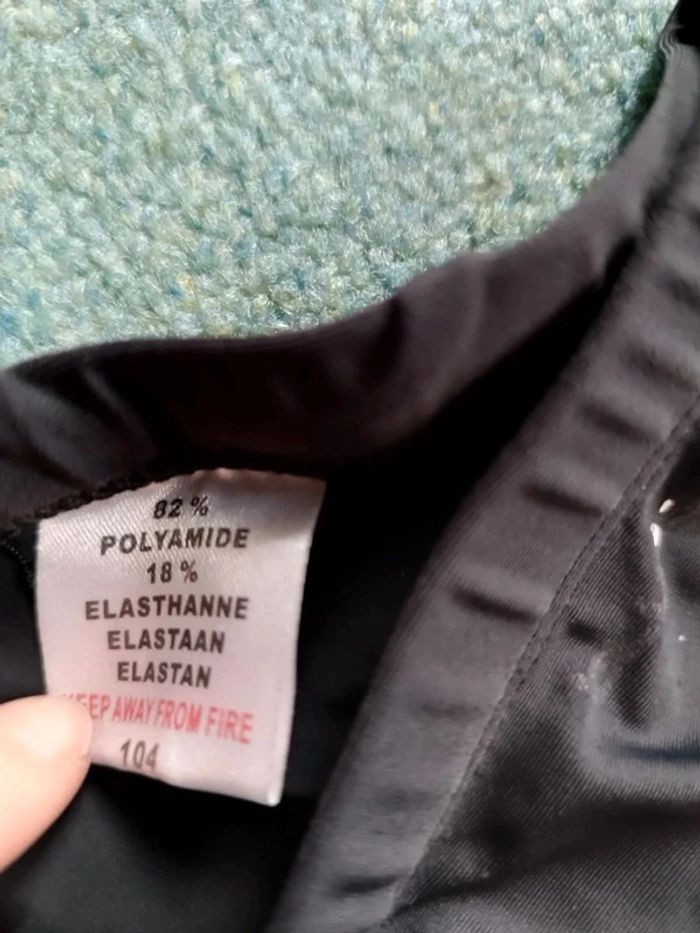 82 %
POLYAMIDE
18 %
ELASTHANNE
ELASTAAN
ELASTAN
KEEP AWAY FROM FIRE
104